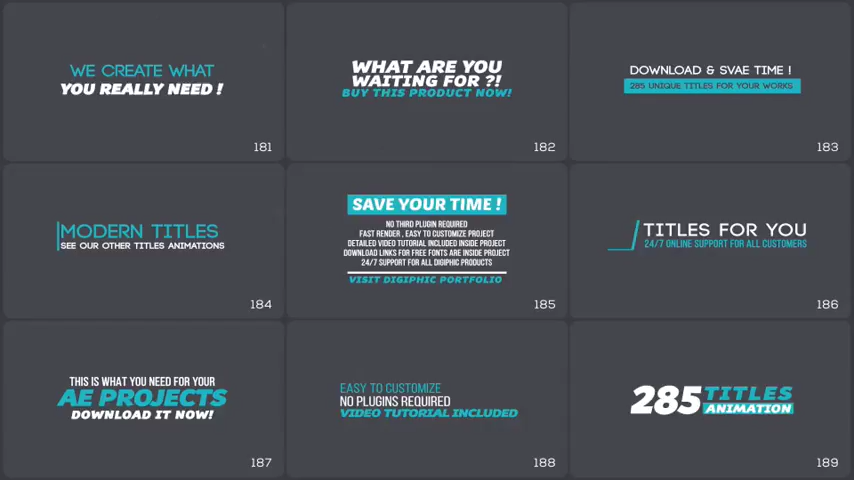 WE CREATE WHAT
YOU REALLY NEED !
181
WHAT ARE YOU
WAITING FOR ?!
BUY THIS PRODUCT NOW!
182
DOWNLOAD & SVAE TIME !
285 UNIQUE TITLES FOR YOUR WORKS
183
MODERN TITLES
SEE OUR OTHER TITLES ANIMATIONS
184
SAVE YOUR TIME !
NO THIRD PLUGIN REQUIRED
FAST RENDER , EASY TO CUSTOMIZE PROJECT
DETAILED VIDEO TUTORIAL INCLUDED INSIDE PROJECT
DOWNLOAD LINKS FOR FREE FONTS ARE INSIDE PROJECT
24/7 SUPPORT FOR ALL DIGIPHIC PRODUCTS
VISIT DIGIPHIC PORTFOLIO
185
TITLES FOR YOU
24/7 ONLINE SUPPORT FOR ALL CUSTOMERS
186
THIS IS WHAT YOU NEED FOR YOUR
AE PROJECTS
DOWNLOAD IT NOW!
187
EASY TO CUSTOMIZE
NO PLUGINS REQUIRED
VIDEO TUTORIAL INCLUDED
188
285 TITLES
ANIMATION
189